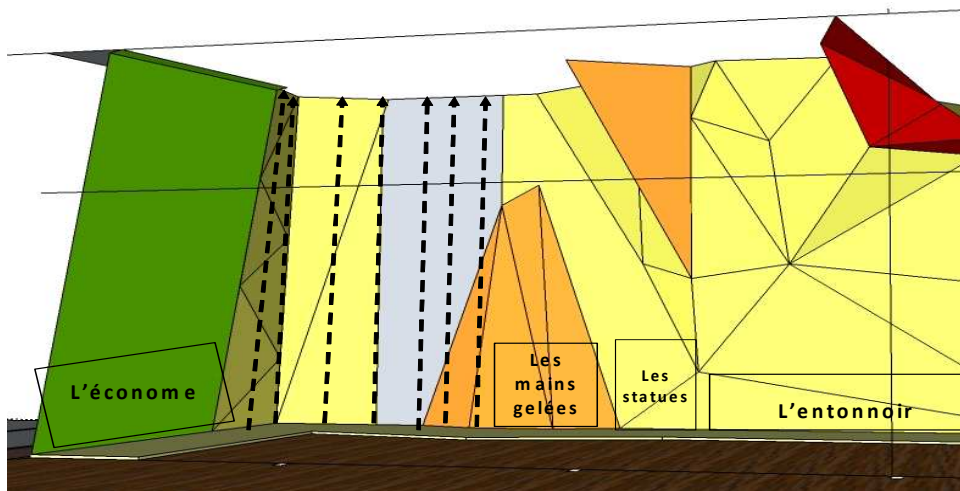 L'économe
Les
mains
gelées
Les
statues
L'entonnoir